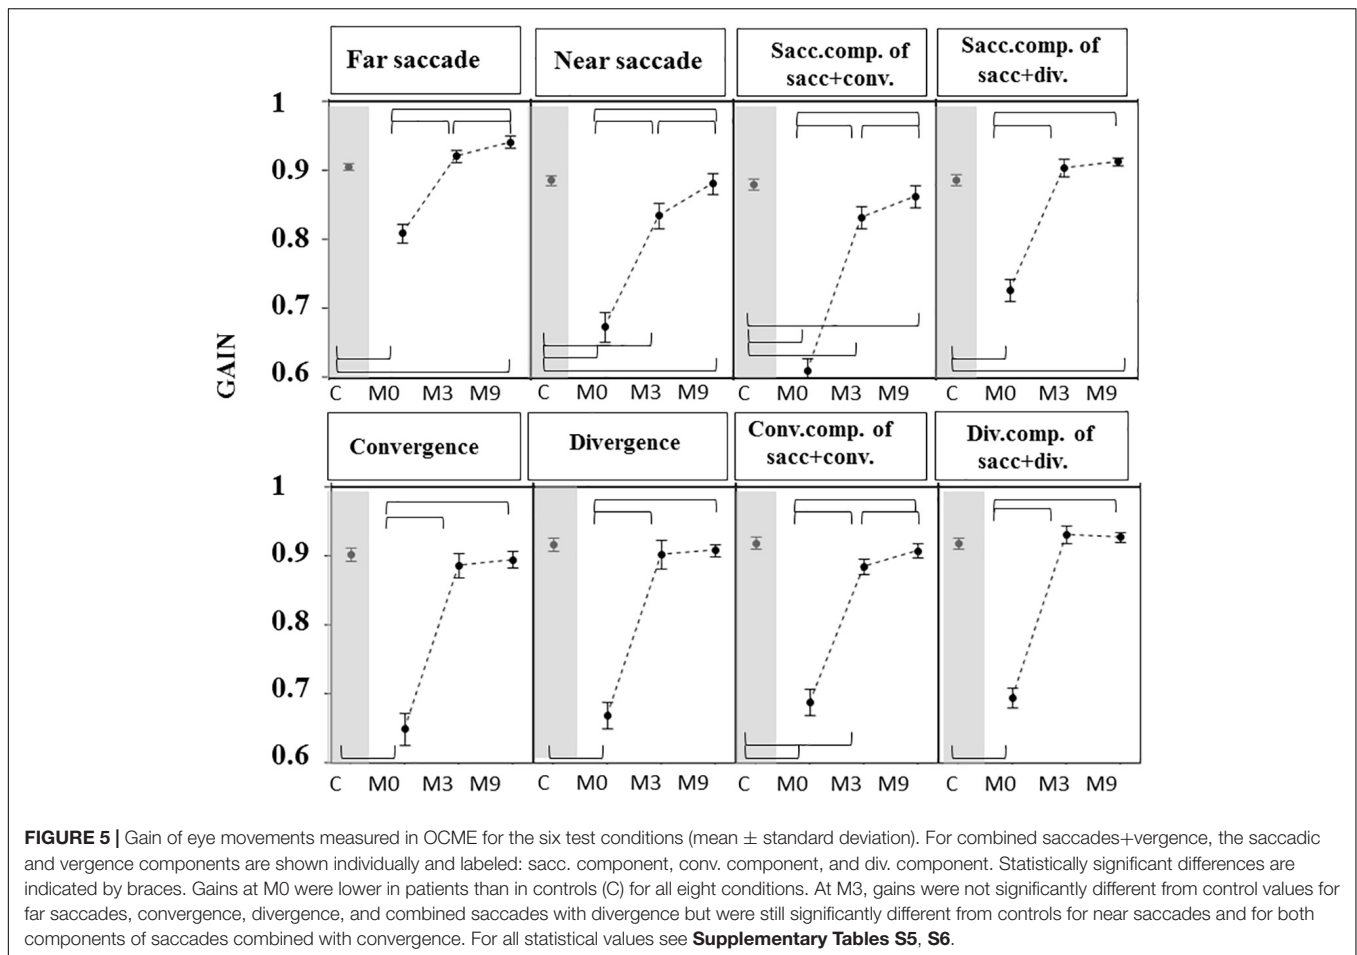 Far saccade
Near saccade
Sacc.comp. of
sacc+conv.
Sacc.comp. of
sacc+div.
1
0.9
0.8
0.7
0.6
GAIN
C M0 M3 M9
C M0 M3 M9
C M0 M3 M9
C M0 M3 M9
Convergence
Divergence
Conv.comp. of
sacc+conv.
Div.comp. of
sacc+div.
1
0.9
0.8
0.7
0.6
C M0 M3 M9
C M0 M3 M9
C M0 M3 M9
C M0 M3 M9
FIGURE 5 | Gain of eye movements measured in OCME for the six test conditions (mean ± standard deviation). For combined saccades+vergence, the saccadic
and vergence components are shown individually and labeled: sacc. component, conv. component, and div. component. Statistically significant differences are
indicated by braces. Gains at M0 were lower in patients than in controls (C) for all eight conditions. At M3, gains were not significantly different from control values for
far saccades, convergence, divergence, and combined saccades with divergence but were still significantly different from controls for near saccades and for both
components of saccades combined with convergence. For all statistical values see Supplementary Tables S5, S6.